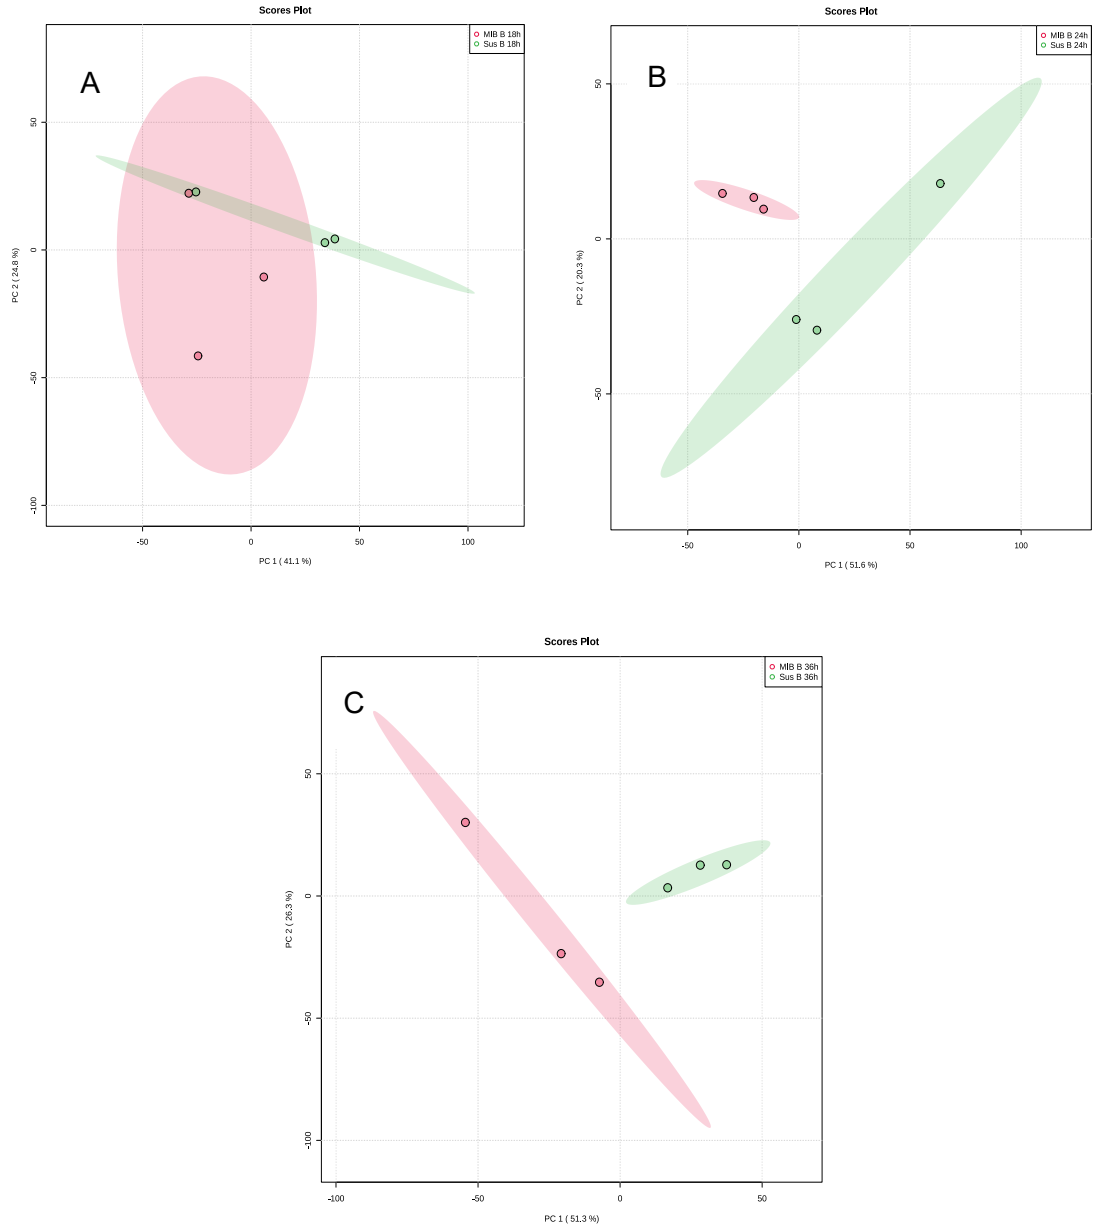 Scores Plot
MIB B 18h
Sus B 18h
A
50
0
-50
-100
PC 2 ( 24.8 %)
-50
0
50
100
PC 1 ( 41.1 %)
Scores Plot
MIB B 24h
Sus B 24h
B
50
0
-50
PC 2 ( 20.3 %)
-50
0
50
100
PC 1 ( 51.6 %)
Scores Plot
MIB B 36h
Sus B 36h
C
50
0
-50
-100
PC 2 ( 26.3 %)
-100
-50
0
50
PC 1 ( 51.3 %)